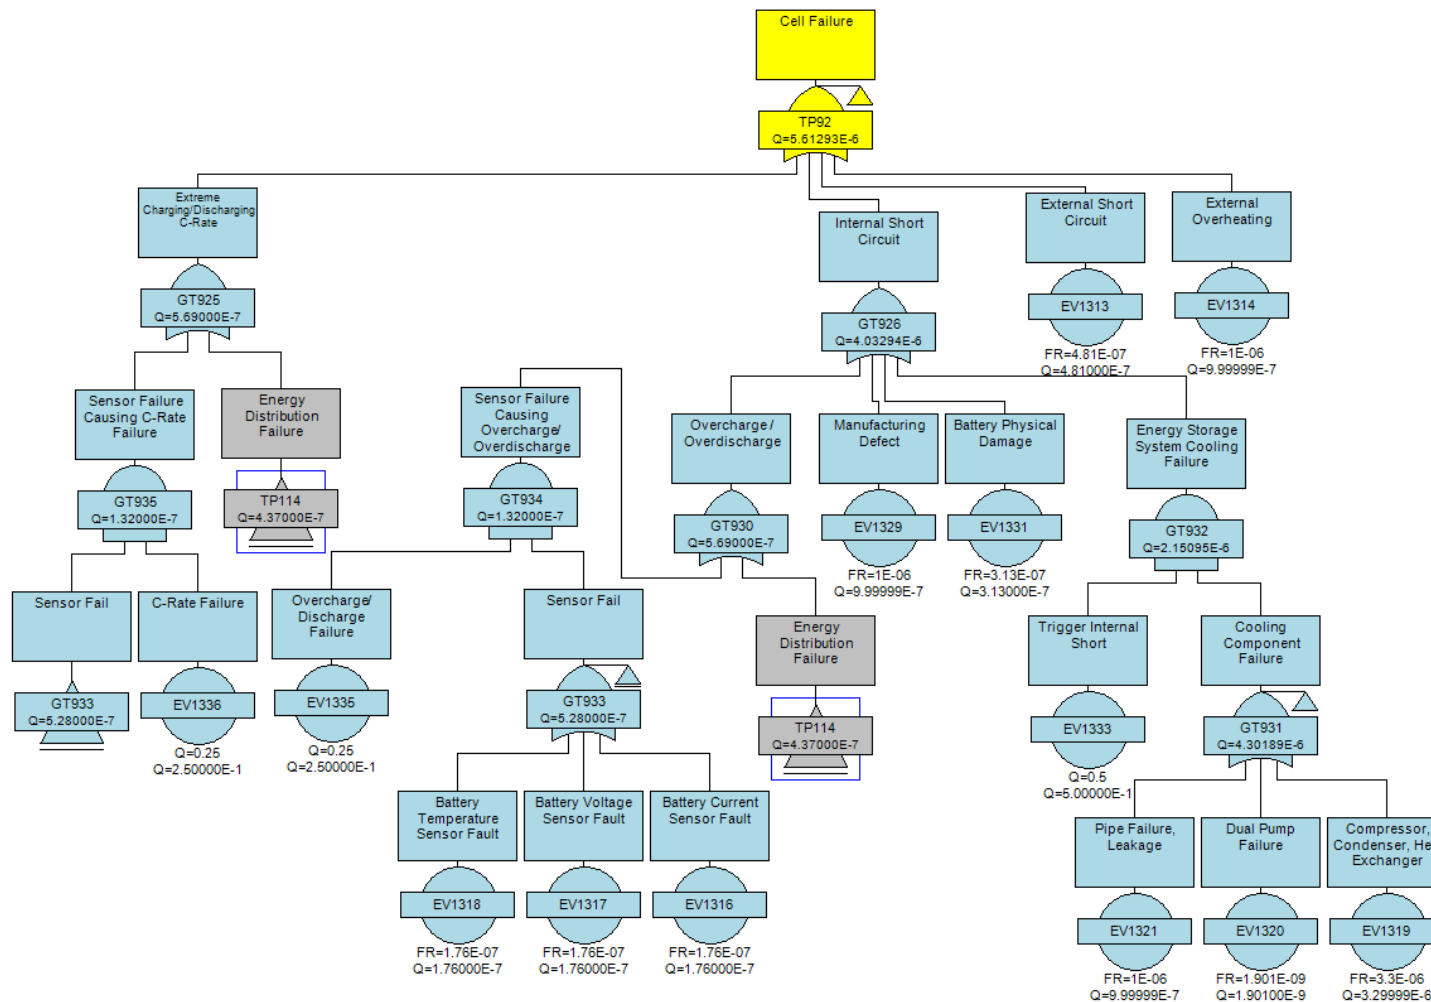 Cell Failure
TP92
Q=5.61293E-6
Extreme
Charging/Discharging
C-Rate
GT925
Q=5.69000E-7
Internal Short
Circuit
GT926
Q=4.03294E-6
External Short
Circuit
EV1313
FR=4.81E-07
Q=4.81000E-7
External
Overheating
EV1314
FR=1E-06
Q=9.99999E-7
Sensor Failure
Causing C-Rate
Failure
GT935
Q=1.32000E-7
Energy
Distribution
Failure
TP114
Q=4.37000E-7
Sensor Failure
Causing
Overcharge/
Overdischarge
GT934
Q=1.32000E-7
Overcharge /
Overdischarge
GT930
Q=5.69000E-7
Manufacturing
Defect
EV1329
FR=1E-06
Q=9.99999E-7
Battery Physical
Damage
EV1331
FR=3.13E-07
Q=3.13000E-7
Energy Storage
System Cooling
Failure
GT932
Q=2.15095E-6
Sensor Fail
GT933
Q=5.28000E-7
C-Rate Failure
EV1336
Q=0.25
Q=2.50000E-1
Overcharge/
Discharge
Failure
EV1335
Q=0.25
Q=2.50000E-1
Sensor Fail
GT933
Q=5.28000E-7
Energy
Distribution
Failure
TP114
Q=4.37000E-7
Trigger Internal
Short
EV1333
Q=0.5
Q=5.00000E-1
Cooling
Component
Failure
GT931
Q=4.30189E-6
Battery
Temperature
Sensor Fault
EV1318
FR=1.76E-07
Q=1.76000E-7
Battery Voltage
Sensor Fault
EV1317
FR=1.76E-07
Q=1.76000E-7
Battery Current
Sensor Fault
EV1316
FR=1.76E-07
Q=1.76000E-7
Pipe Failure,
Leakage
EV1321
FR=1E-06
Q=9.99999E-7
Dual Pump
Failure
EV1320
FR=1.901E-09
Q=1.90100E-9
Compressor,
Condenser, He
Exchanger
EV1319
FR=3.3E-06
Q=3.29999E-6